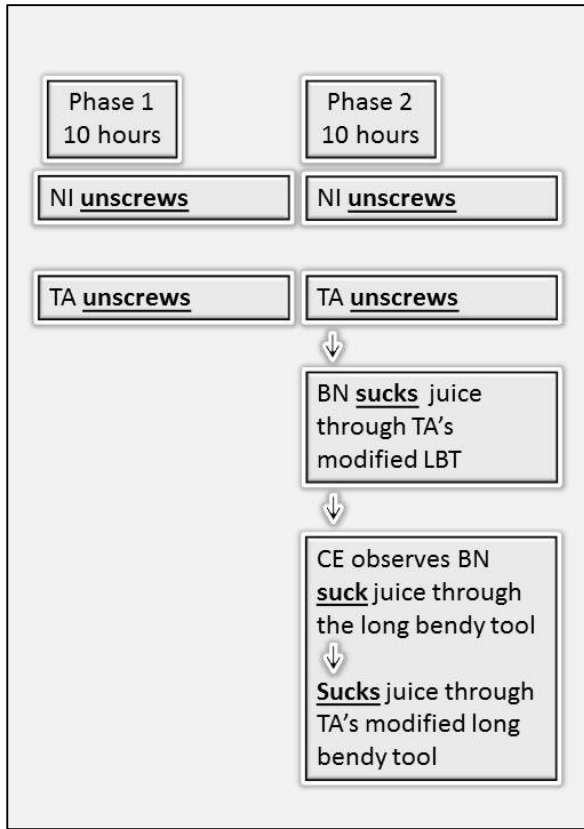 Phase 1
10 hours
Phase 2
10 hours
NI unscrews
NI unscrews
TA unscrews
TA unscrews
BN sucks juice
through TA's
modified LBT
CE observes BN
suck juice through
the long bendy tool
Sucks juice through
TA's modified long
bendy tool